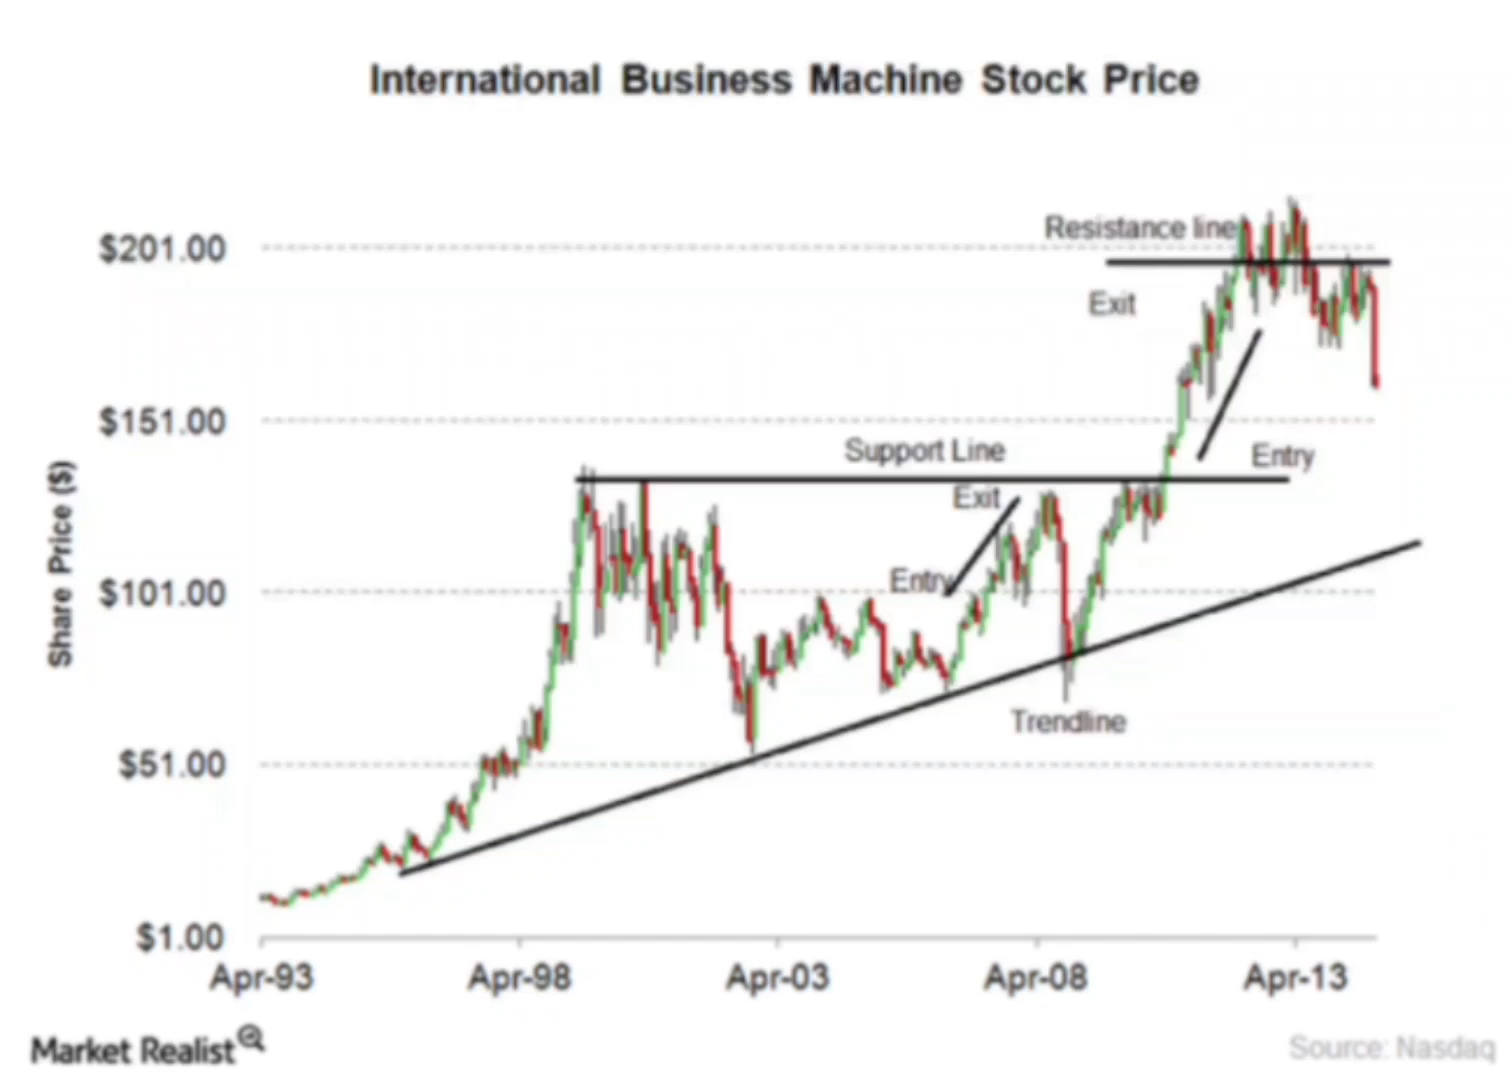 International Business Machine Stock Price
Share Price ($)
$201.00
$151.00
$101.00
$51.00
$1.00
Resistance line
Exit
Support Line
Entry
Exit
Entry
Trendline
Apr-93 Apr-98 Apr-03 Apr-08 Apr-13
Market Realist
Source: Nasdaq